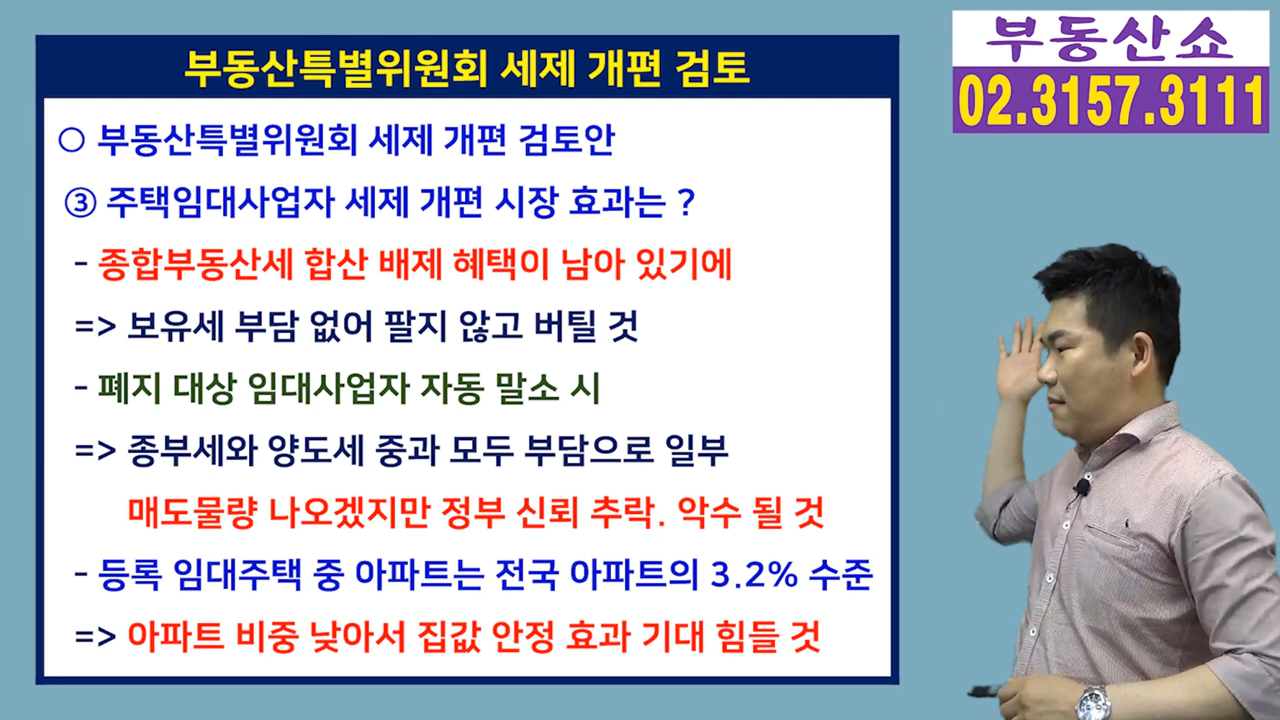 부동산특별위원회 세제 개편 검토
부동산쇼
02.3157.3111
○ 부동산특별위원회 세제 개편 검토안
③ 주택임대사업자 세제 개편 시장 효과는 ?
- 종합부동산세 합산 배제 혜택이 남아 있기에
=> 보유세 부담 없어 팔지 않고 버틸 것
- 폐지 대상 임대사업자 자동 말소 시
=> 종부세와 양도세 중과 모두 부담으로 일부
매도물량 나오겠지만 정부 신뢰 추락. 악수 될 것
- 등록 임대주택 중 아파트는 전국 아파트의 3.2% 수준
=> 아파트 비중 낮아서 집값 안정 효과 기대 힘들 것